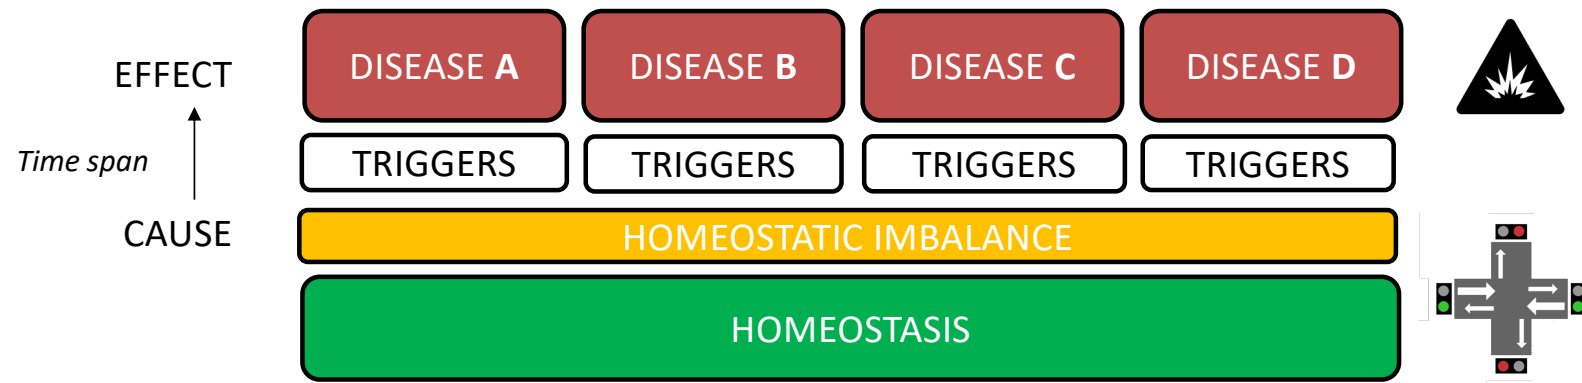 EFFECT
DISEASE A
DISEASE B
DISEASE C
DISEASE D
Time span
TRIGGERS
TRIGGERS
TRIGGERS
TRIGGERS
CAUSE
HOMEOSTATIC IMBALANCE
HOMEOSTASIS